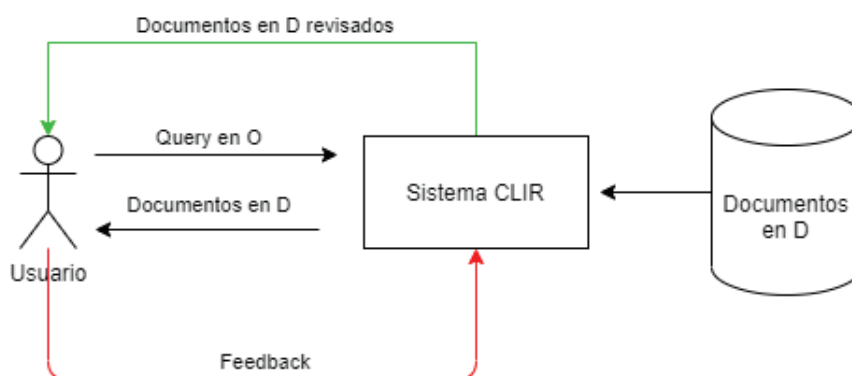 Documentos en D revisados
Query en O
Documentos en D
Usuario
Sistema CLIR
Documentos
en D
Feedback